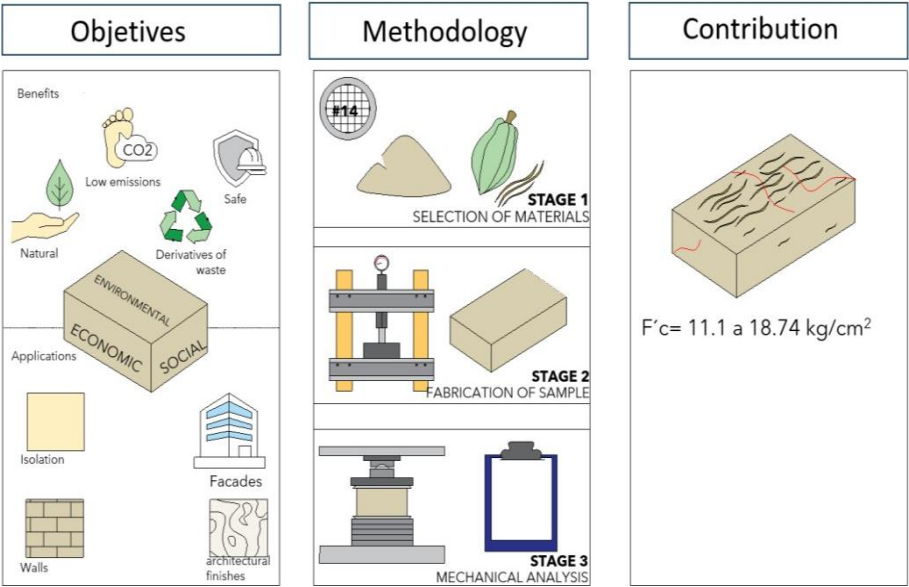 Objetives
Benefits
CO2
Low emissions
Safe
Natural
Derivatives of
waste
ENVIRONMENTAL
ECONOMIC
SOCIAL
Applications
Isolation
Facades
Walls
architectural
finishes
Methodology
#14
STAGE 1
SELECTION OF MATERIALS
STAGE 2
FABRICATION OF SAMPLE
STAGE 3
MECHANICAL ANALYSIS
Contribution
F´c= 11.1 a 18.74 kg/cm²